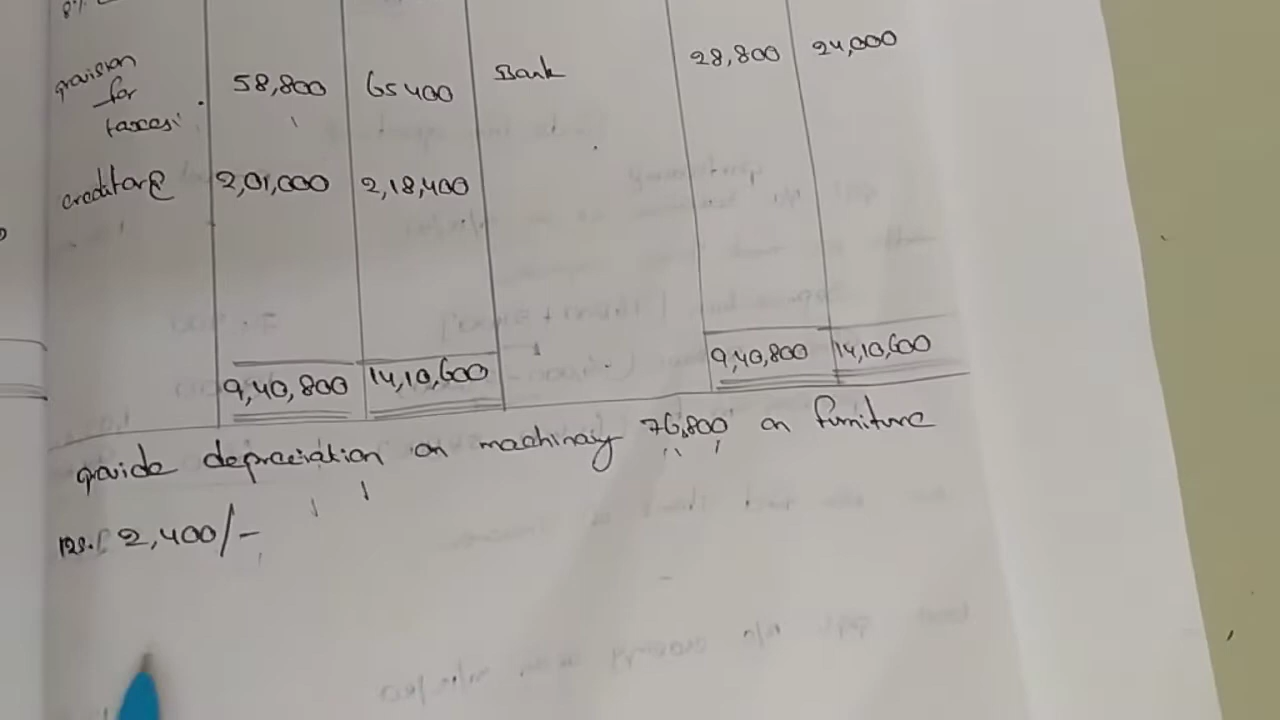 8%
provision for taxes: 58,800 65400 Bank 28,800 24,000
creditors 2,01,000 2,18,400
9,40,800 14,10,600 9,40,800 14,10,600
provide depreciation on machinary 76,800 on furniture
RS. 2,400/-